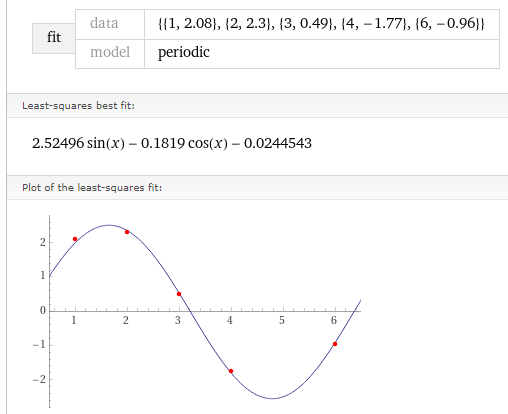 fit
data {{1, 2.08}, {2, 2.3}, {3, 0.49}, {4, −1.77}, {6, −0.96}}
model periodic
Least-squares best fit:
2.52496 sin(x) − 0.1819 cos(x) − 0.0244543
Plot of the least-squares fit:
2
1
0
1 2 3 4 5 6
−1
−2